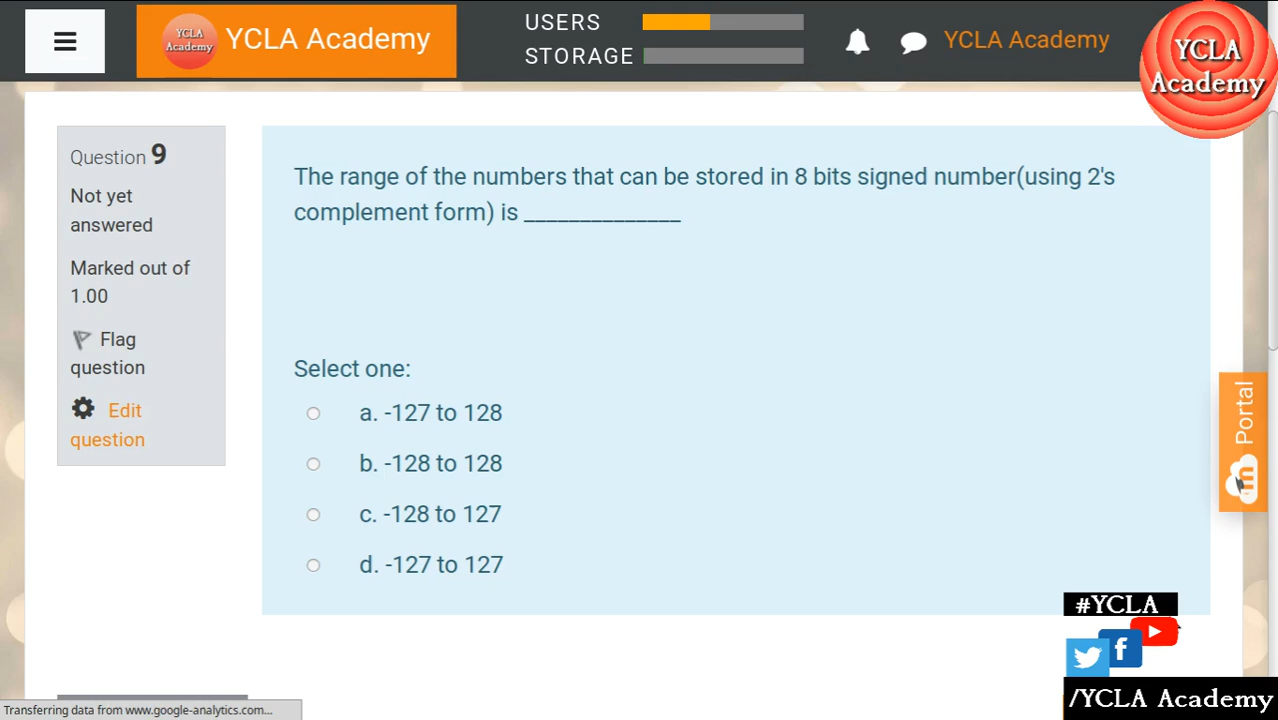 YCLA
Academy
YCLA Academy
USERS
STORAGE
YCLA Academy
YCLA
Academy
Question 9
Not yet
answered
Marked out of
1.00
Flag
question
Edit
question
The range of the numbers that can be stored in 8 bits signed number(using 2's
complement form) is ______________
Select one:
a. -127 to 128
b. -128 to 128
c. -128 to 127
d. -127 to 127
Portal
#YCLA
/YCLA Academy
Transferring data from www.google-analytics.com...